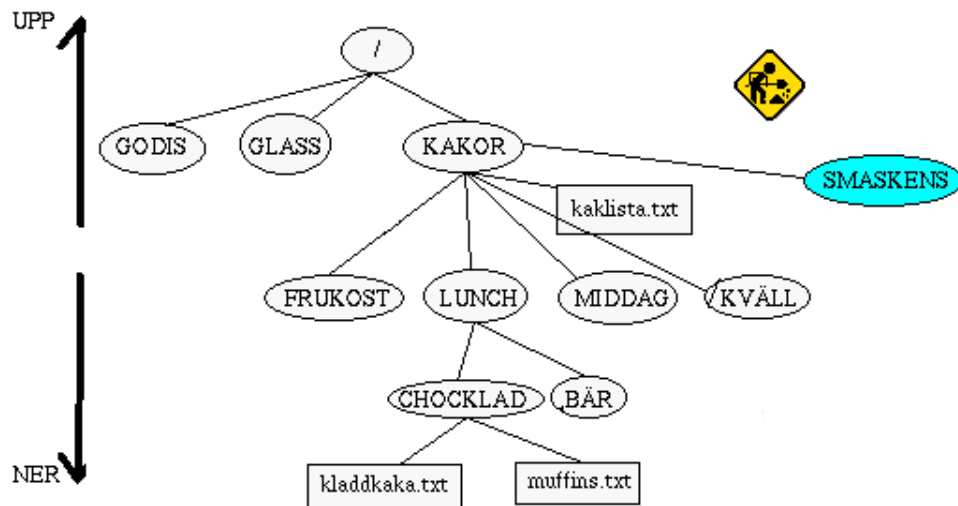 UPP
/
GODIS
GLASS
KAKOR
SMASKENS
kaklista.txt
FRUKOST
LUNCH
MIDDAG
KVÄLL
CHOCKLAD
BÄR
NER
kladdkaka.txt
muffins.txt